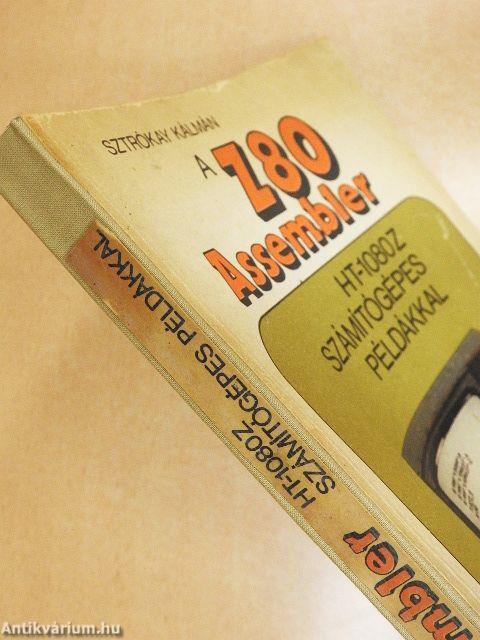 SZTRÓKAY KÁLMÁN
A
Z80
Assembler
HT-1080Z
SZÁMÍTÓGÉPES
PÉLDÁKKAL
mbler
HT-1080Z
SZÁMÍTÓGÉPES PÉLDÁKKAL
Antikvárium.hu